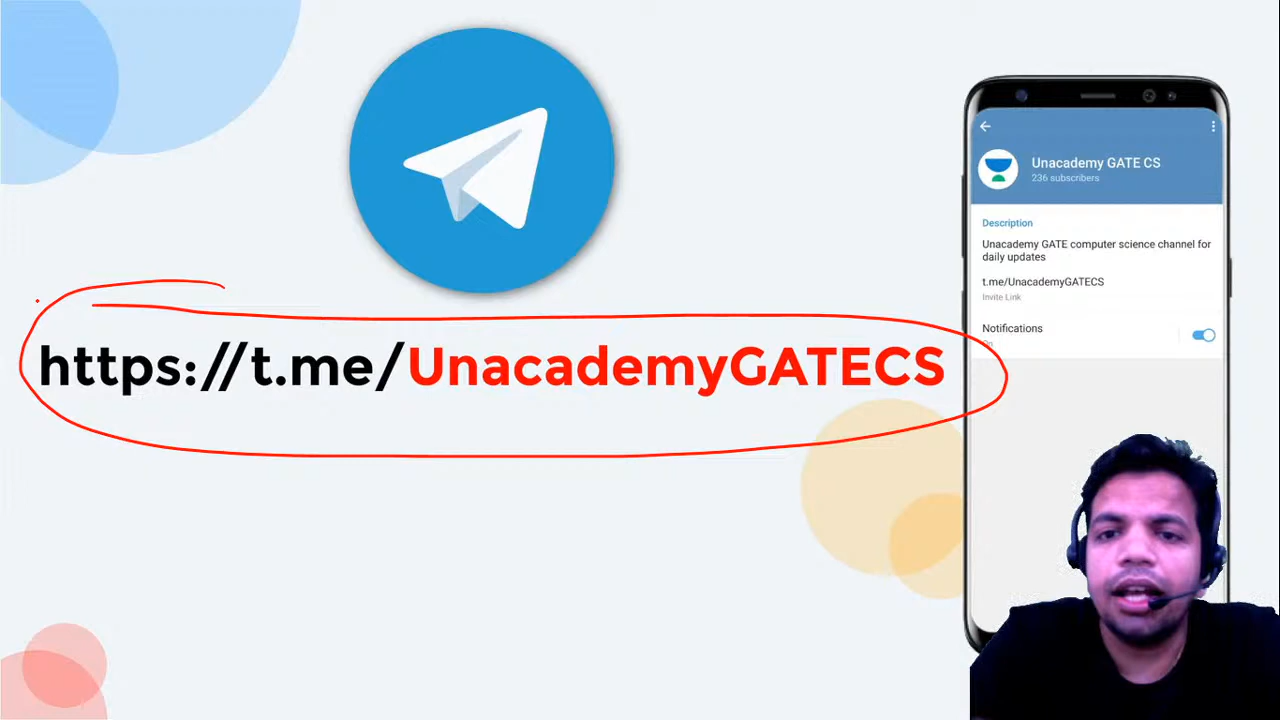 https://t.me/UnacademyGATECS
Unacademy GATE CS
236 subscribers
Description
Unacademy GATE computer science channel for
daily updates
t.me/UnacademyGATECS
Invite Link
Notifications
On